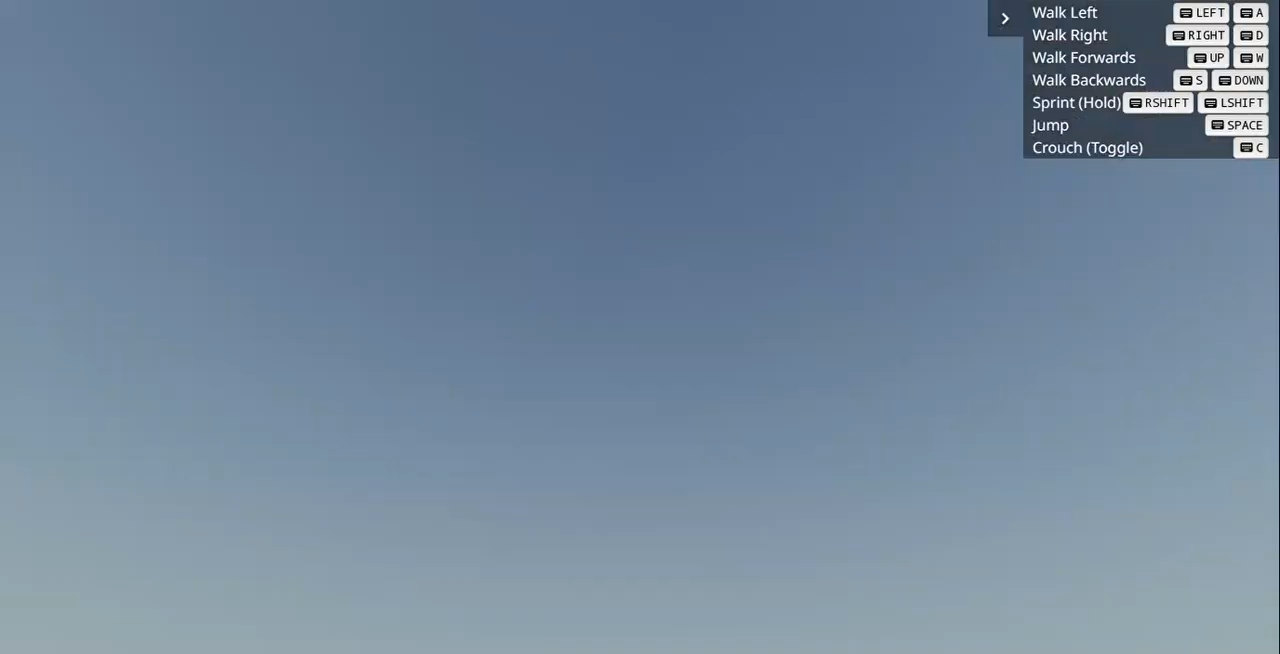 Walk Left LEFT A
Walk Right RIGHT D
Walk Forwards UP W
Walk Backwards S DOWN
Sprint (Hold) RSHIFT LSHIFT
Jump SPACE
Crouch (Toggle) C